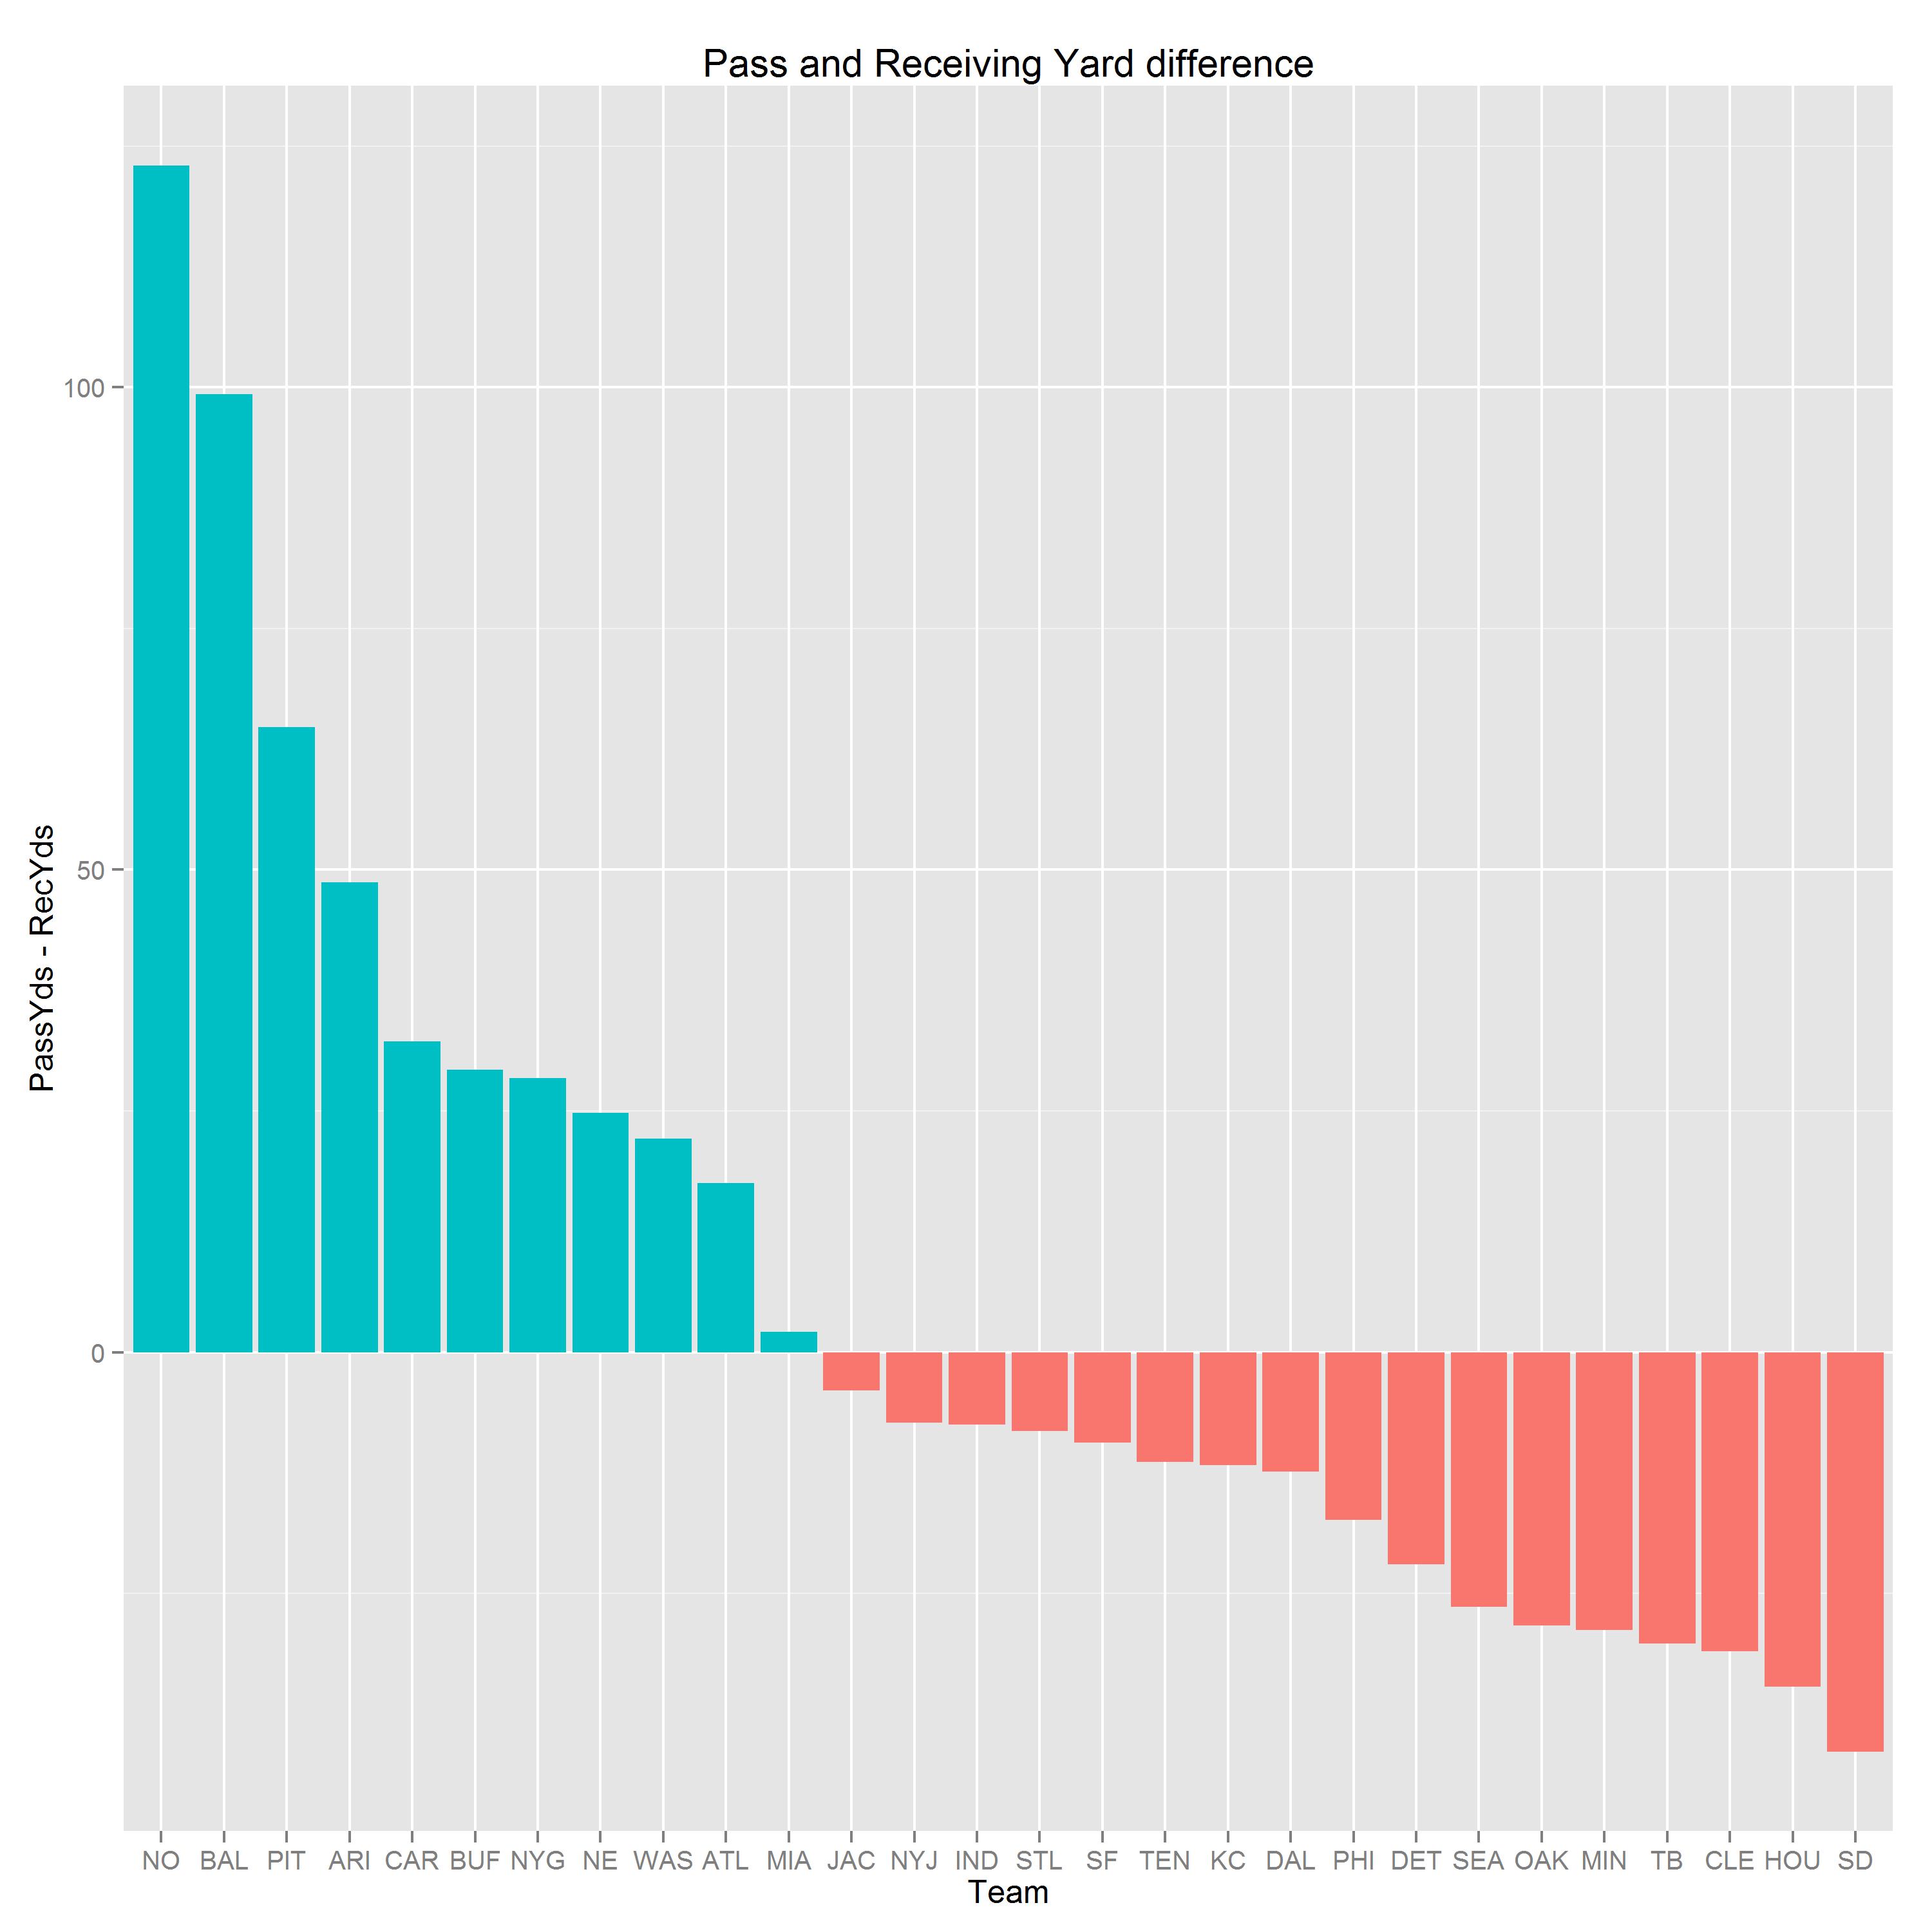 Pass and Receiving Yard difference
PassYds - RecYds
100
50
0
NO BAL PIT ARI CAR BUF NYG NE WAS ATL MIA JAC NYJ IND STL SF TEN KC DAL PHI DET SEA OAK MIN TB CLE HOU SD
Team